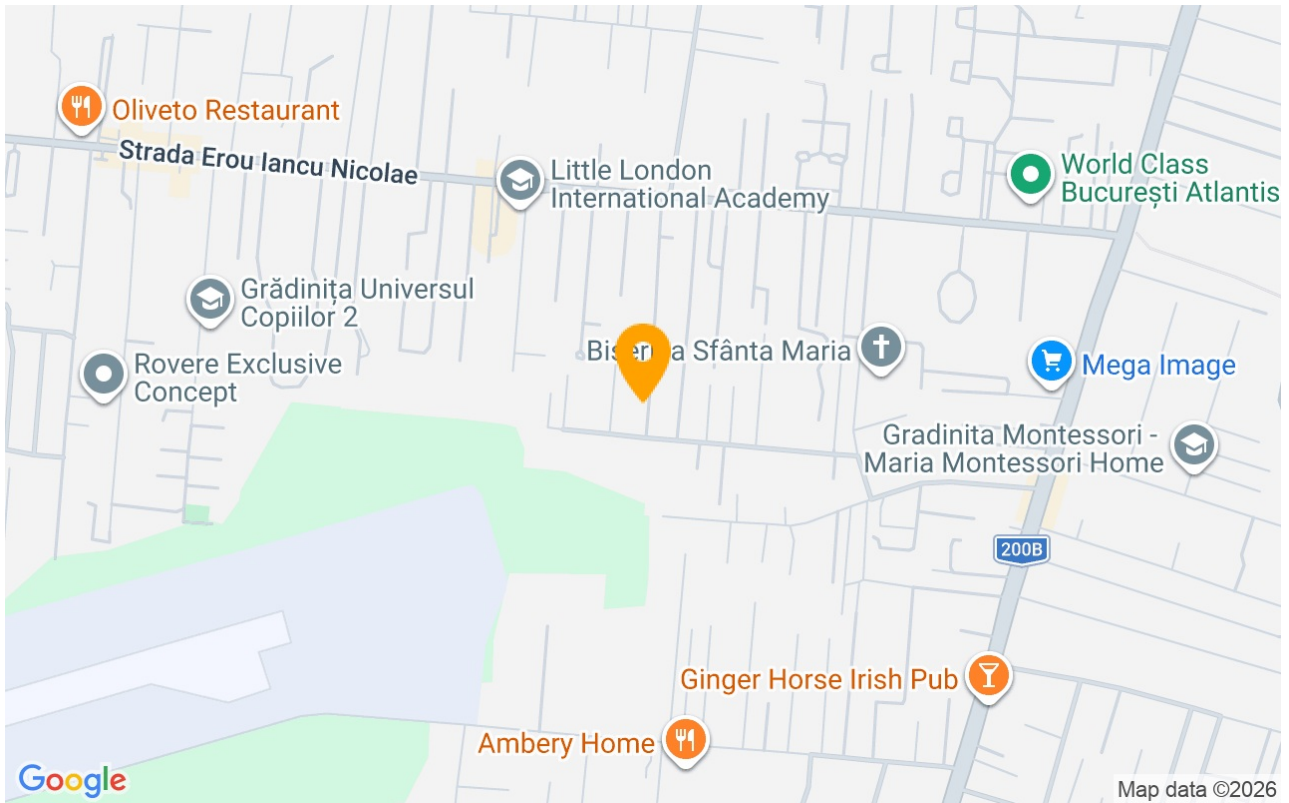 Oliveto Restaurant
Strada Erou Iancu Nicolae
Little London
International Academy
World Class
București Atlantis
Grădinița Universul
Copiilor 2
Rovere Exclusive
Concept
Sfânta Maria
Mega Image
Gradinita Montessori -
Maria Montessori Home
200B
Ginger Horse Irish Pub
Ambery Home
Google
Map data ©2026